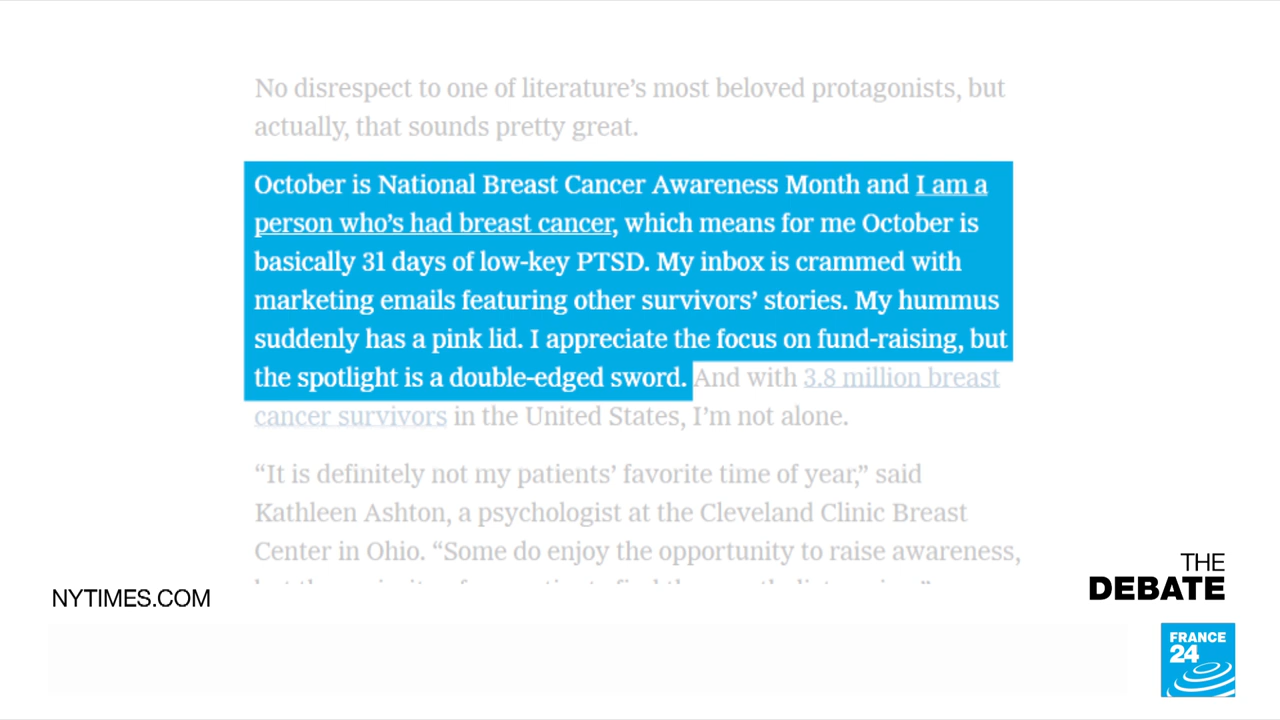 No disrespect to one of literature’s most beloved protagonists, but
actually, that sounds pretty great.
October is National Breast Cancer Awareness Month and I am a
person who’s had breast cancer, which means for me October is
basically 31 days of low-key PTSD. My inbox is crammed with
marketing emails featuring other survivors’ stories. My hummus
suddenly has a pink lid. I appreciate the focus on fund-raising, but
the spotlight is a double-edged sword. And with 3.8 million breast
cancer survivors in the United States, I’m not alone.
“It is definitely not my patients’ favorite time of year,” said
Kathleen Ashton, a psychologist at the Cleveland Clinic Breast
Center in Ohio. “Some do enjoy the opportunity to raise awareness,
NYTIMES.COM
THE
DEBATE
FRANCE
24